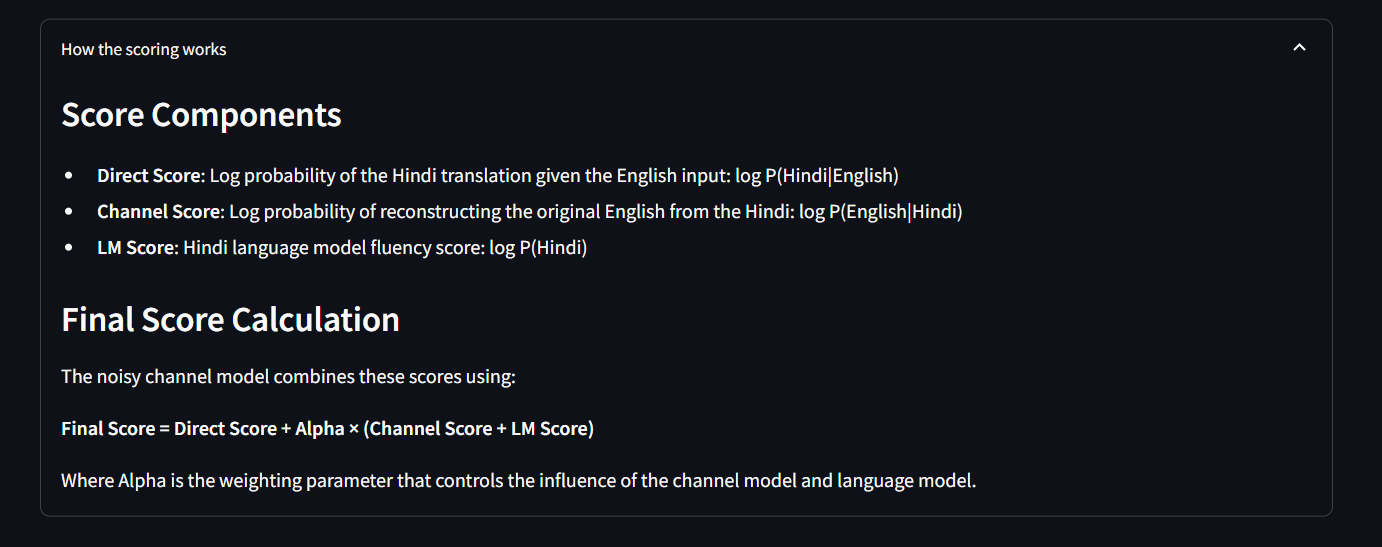 How the scoring works
Score Components
• Direct Score: Log probability of the Hindi translation given the English input: log P(Hindi|English)
• Channel Score: Log probability of reconstructing the original English from the Hindi: log P(English|Hindi)
• LM Score: Hindi language model fluency score: log P(Hindi)
Final Score Calculation
The noisy channel model combines these scores using:
Final Score = Direct Score + Alpha × (Channel Score + LM Score)
Where Alpha is the weighting parameter that controls the influence of the channel model and language model.